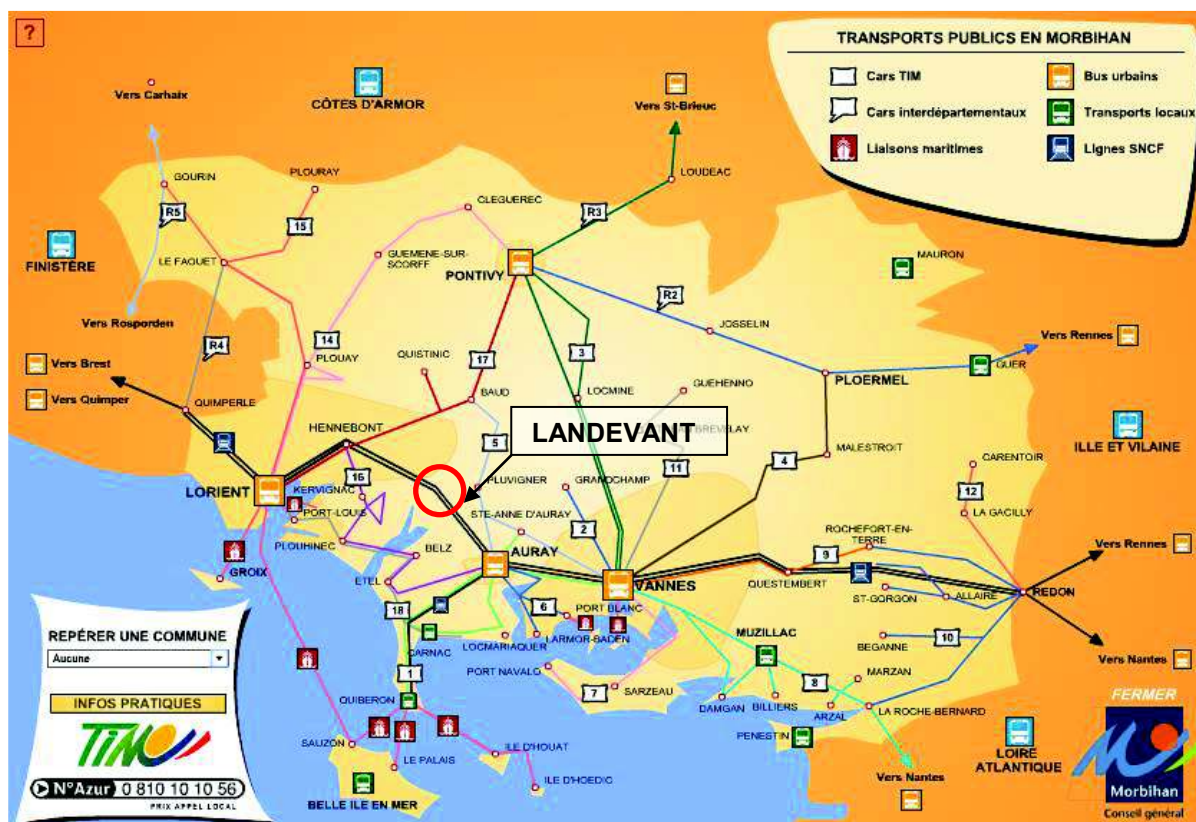 ?
TRANSPORTS PUBLICS EN MORBIHAN
Cars TIM
Bus urbains
Cars interdépartementaux
Transports locaux
Liaisons maritimes
Lignes SNCF
Vers Carhaix
CÔTES D'ARMOR
Vers St-Brieuc
GOURIN
PLOURAY
LOUDEAC
R5
15
CLEGUEREC
R3
FINISTÈRE
LE FAOUET
GUEMENE-SUR-
SCORFF
PONTIVY
MAURON
Vers Rosporden
R4
14
R2
JOSSELIN
Vers Rennes
Vers Brest
PLOUAY
QUISTINIC
17
3
PLOERMEL
GUER
Vers Quimper
QUIMPERLE
BAUD
LOCMINE
GUEHENNO
HENNEBONT
LANDEVANT
BREVELAY
ILLE ET VILAINE
5
11
4
MALESTROIT
CARENTOIR
LORIENT
KERVIGNAC
16
PLUVIGNER
GRANDCHAMP
12
PORT-LOUIS
STE-ANNE D'AURAY
2
LA GACILLY
PLOUHINEC
BELZ
AURAY
ROCHEFORT-EN-
TERRE
9
Vers Rennes
GROIX
ETEL
VANNES
QUESTEMBERT
ST-GORGON
ALLAIRE
REDON
18
6
PORT BLANC
REPÉRER UNE COMMUNE
Aucune
CARNAC
LOCMARIAQUER
LARMOR-BADEN
MUZILLAC
BEGANNE
10
Vers Nantes
1
PORT NAVALO
7
SARZEAU
MARZAN
8
INFOS PRATIQUES
QUIBERON
DAMGAN
BILLIERS
ARZAL
LA ROCHE-BERNARD
FERMER
TIM
SAUZON
ILE D'HOUAT
PENESTIN
LOIRE
ATLANTIQUE
LE PALAIS
ILE D'HOEDIC
Vers Nantes
N°Azur 0 810 10 10 56
PRIX APPEL LOCAL
BELLE ILE EN MER
Morbihan
Conseil général